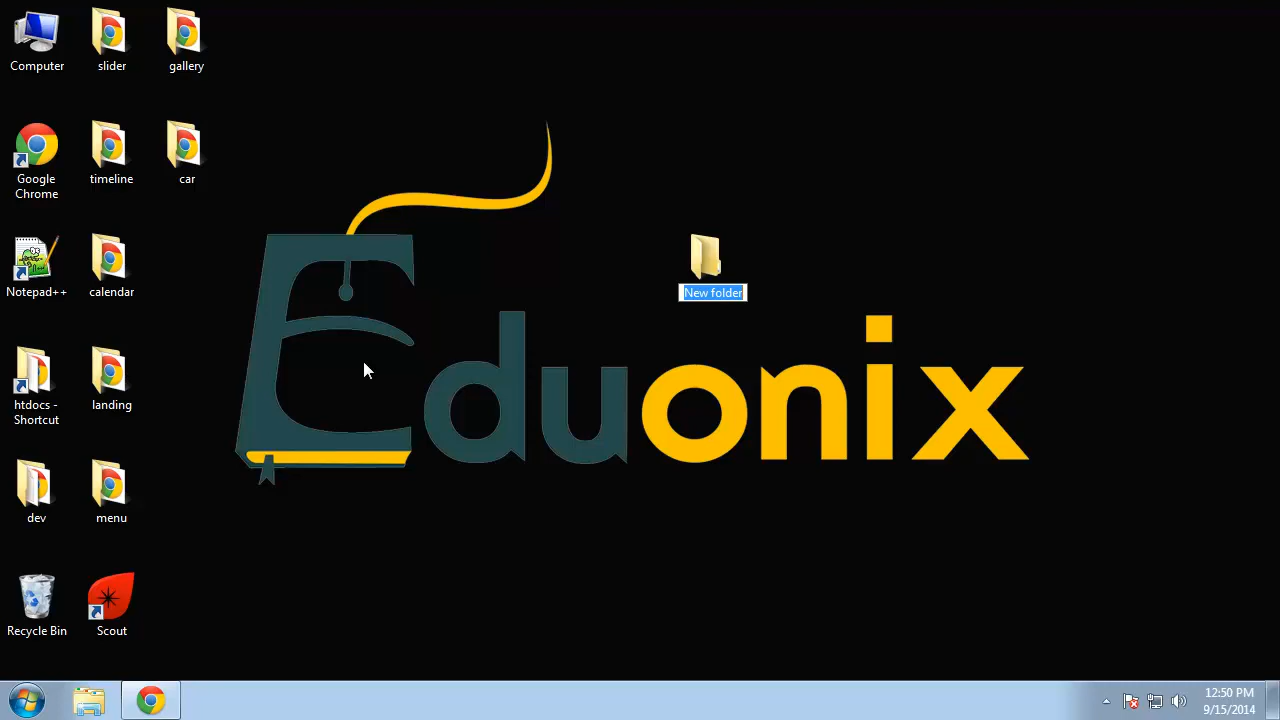 Computer
slider
gallery
Google
Chrome
timeline
car
Notepad++
calendar
New folder
htdocs -
Shortcut
landing
dev
menu
Recycle Bin
Scout
Eduonix
12:50 PM
9/15/2014